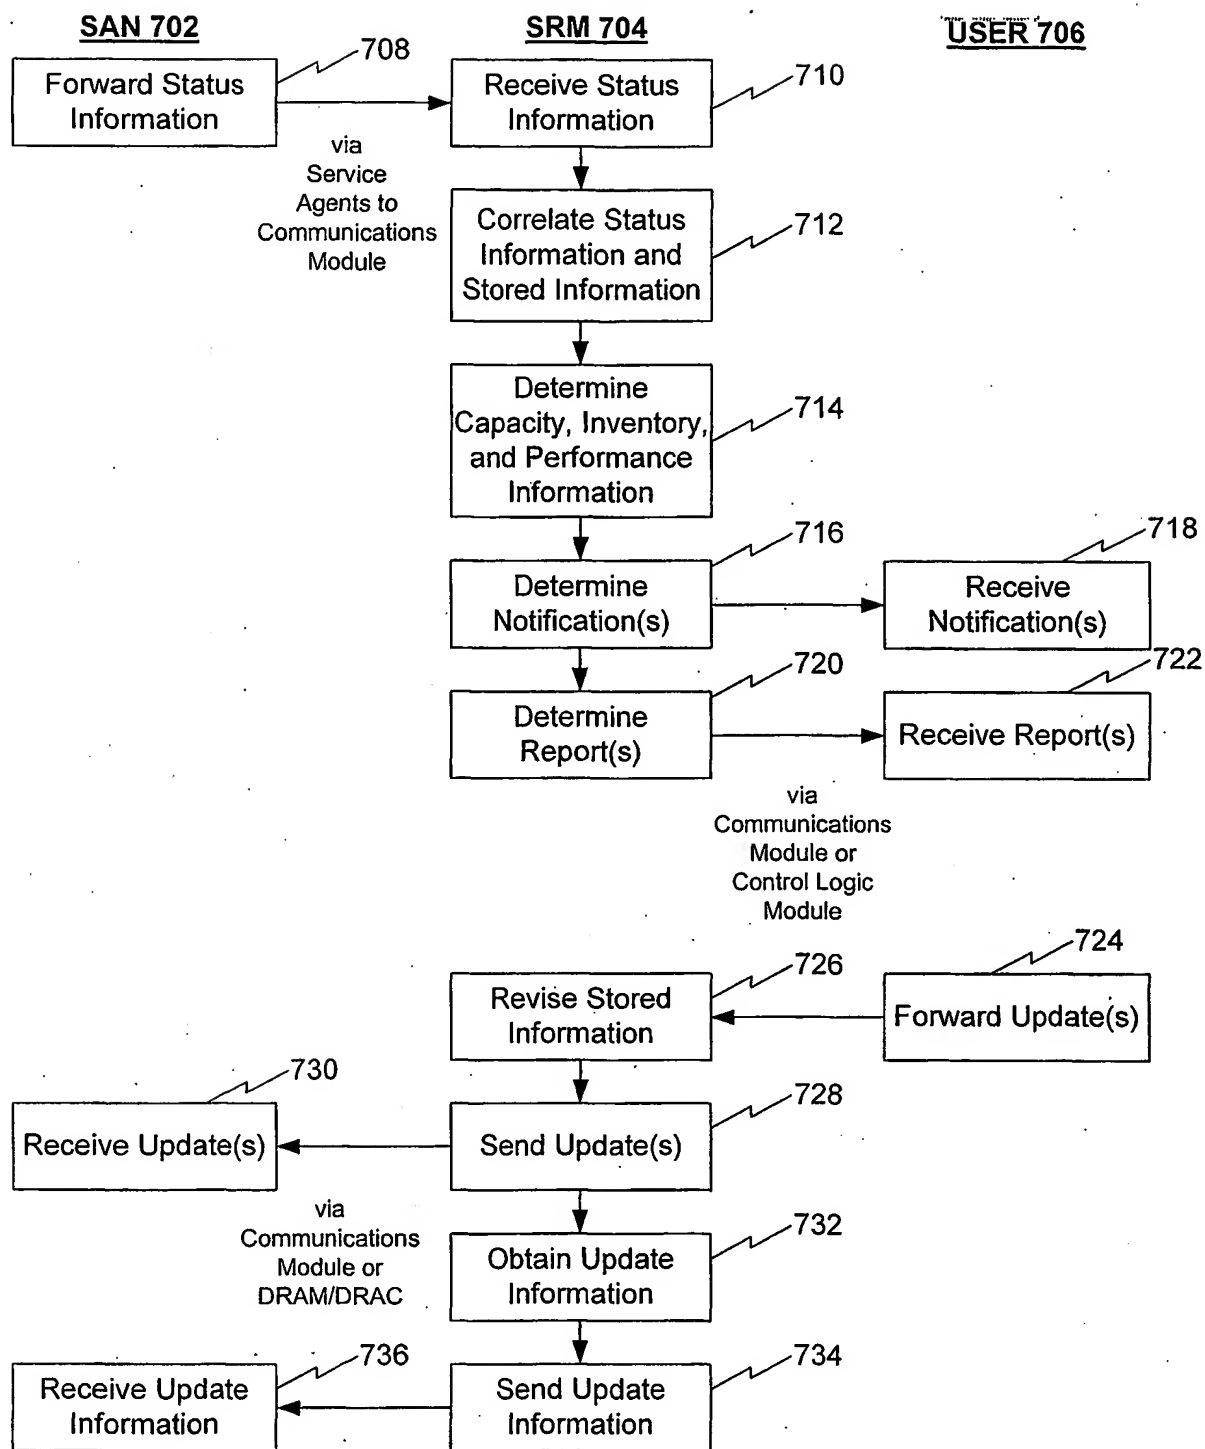 SAN 702
SRM 704
USER 706
708
Forward Status
Information
710
Receive Status
Information
via
Service
Agents to
Communications
Module
712
Correlate Status
Information and
Stored Information
714
Determine
Capacity, Inventory,
and Performance
Information
716
Determine
Notification(s)
718
Receive
Notification(s)
720
Determine
Report(s)
722
Receive Report(s)
via
Communications
Module or
Control Logic
Module
724
Forward Update(s)
726
Revise Stored
Information
728
Send Update(s)
730
Receive Update(s)
via
Communications
Module or
DRAM/DRAC
732
Obtain Update
Information
734
Send Update
Information
736
Receive Update
Information